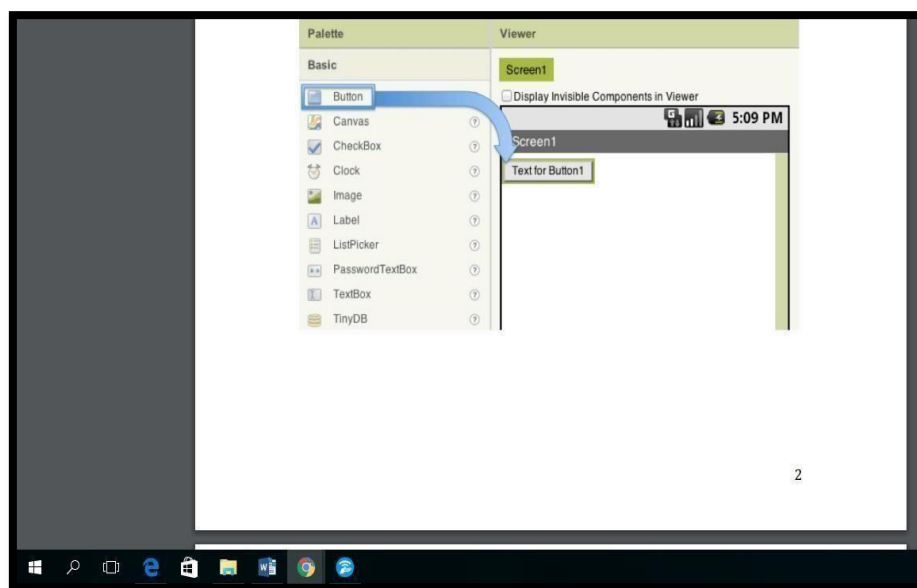 Palette
Viewer
Basic
Screen1
Button
Display Invisible Components in Viewer
Canvas
5:09 PM
CheckBox
Screen1
Clock
Text for Button1
Image
Label
ListPicker
PasswordTextBox
TextBox
TinyDB
2